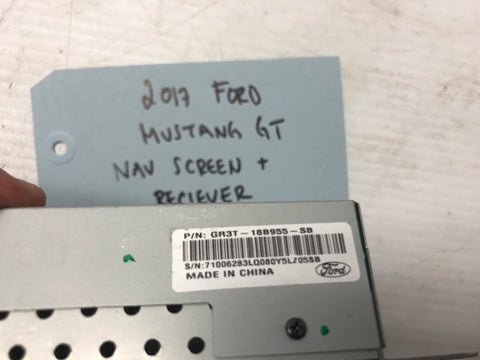 2017 FORD
MUSTANG GT
NAV SCREEN +
RECIEVER
P/N: GR3T-18B955-SB
S/N:71006283LQ080Y5LZ05SB
MADE IN CHINA
Ford